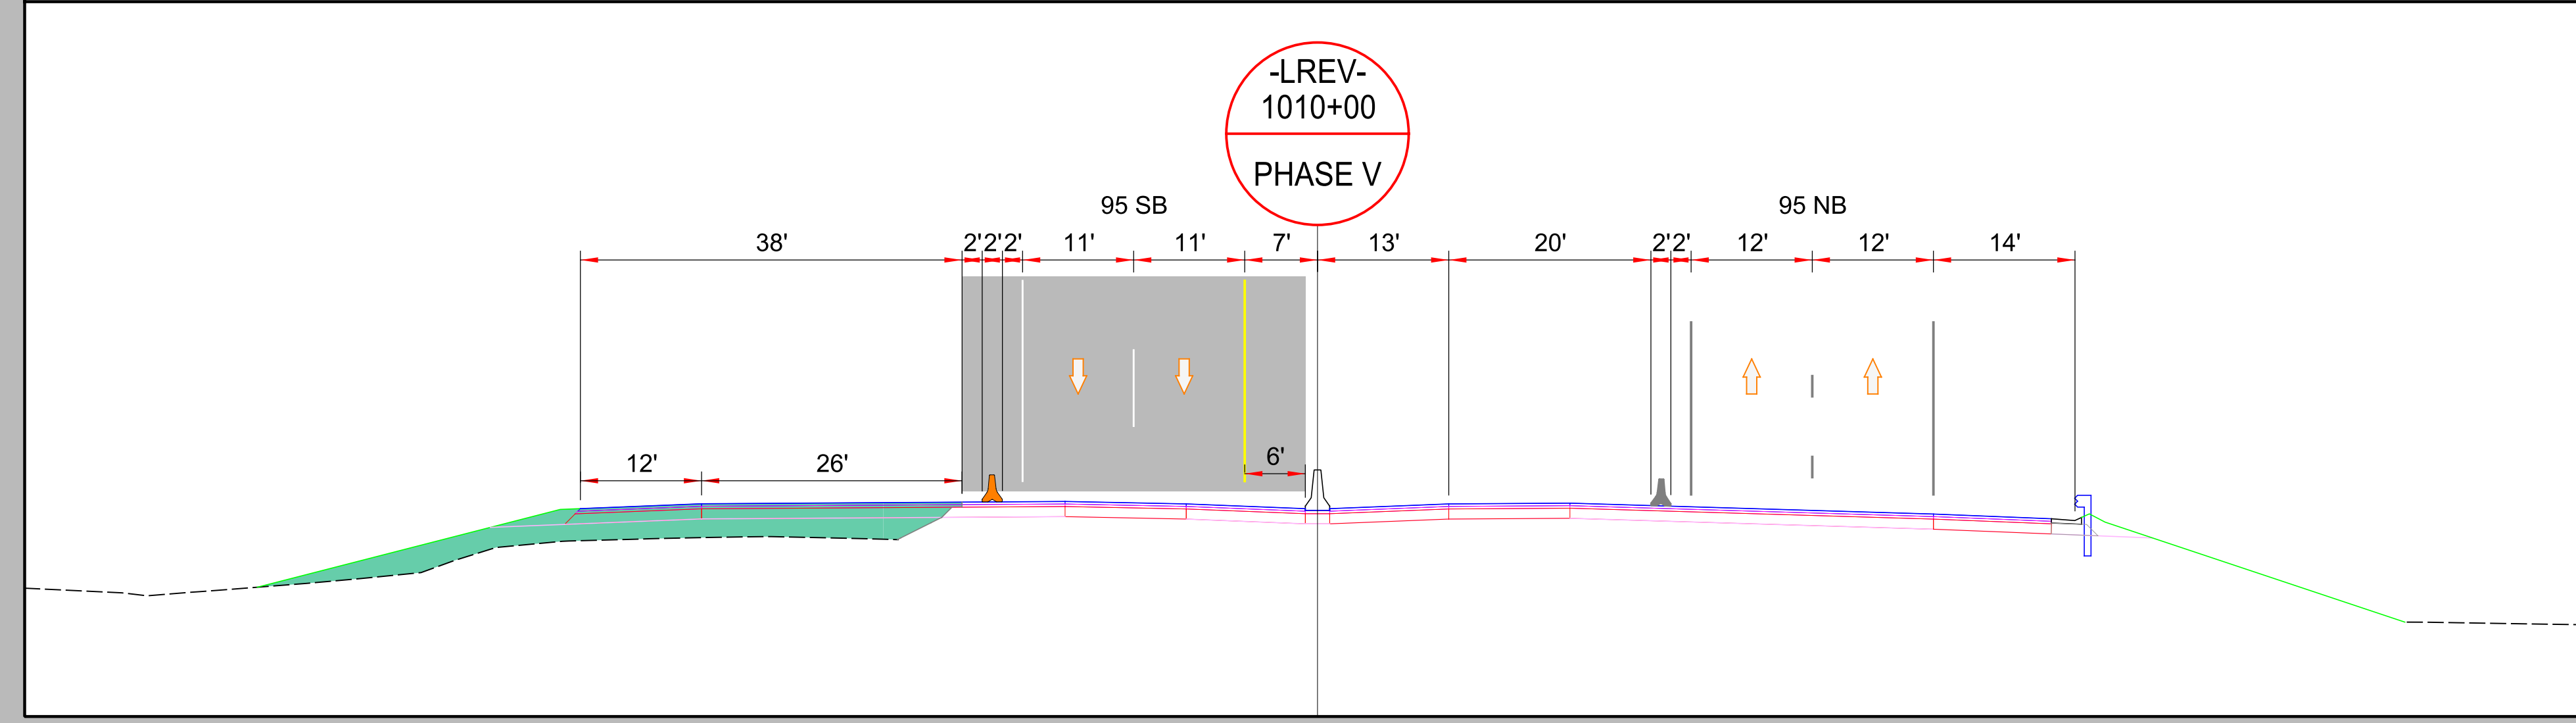 -LREV-
1010+00
PHASE V
95 SB
95 NB
38' 2' 2' 2' 11' 11' 7' 13' 20' 2' 2' 12' 12' 14'
12' 26' 6'